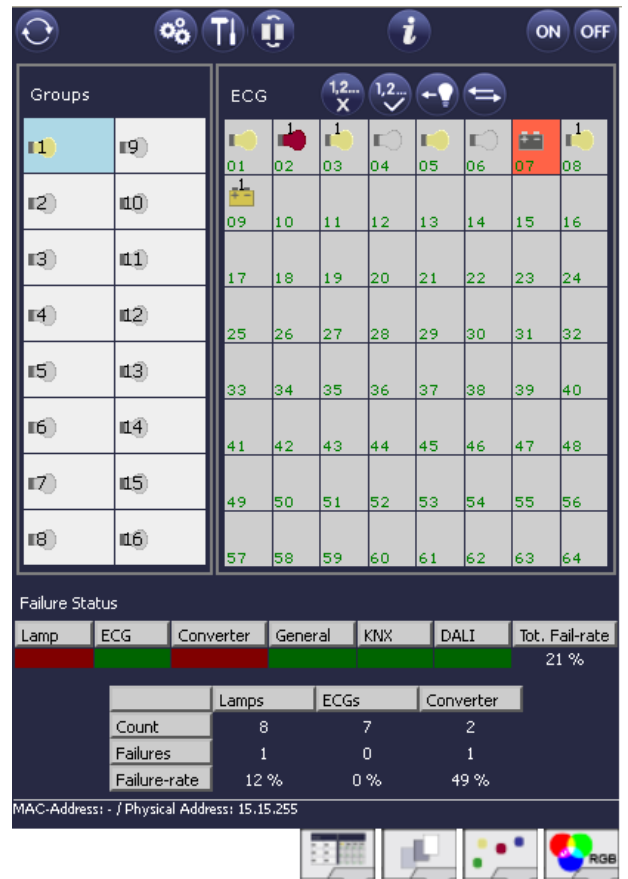 i ON OFF
Groups
ECG
1,2... X
1,2...
1 9
2 10
3 11
4 12
5 13
6 14
7 15
8 16
1 1 1
01 02 03 04 05 06 07 08
1
09 10 11 12 13 14 15 16
17 18 19 20 21 22 23 24
25 26 27 28 29 30 31 32
33 34 35 36 37 38 39 40
41 42 43 44 45 46 47 48
49 50 51 52 53 54 55 56
57 58 59 60 61 62 63 64
Failure Status
Lamp ECG Converter General KNX DALI Tot. Fail-rate
21 %
Lamps ECGs Converter
Count 8 7 2
Failures 1 0 1
Failure-rate 12 % 0 % 49 %
MAC-Address: - / Physical Address: 15.15.255
RGB